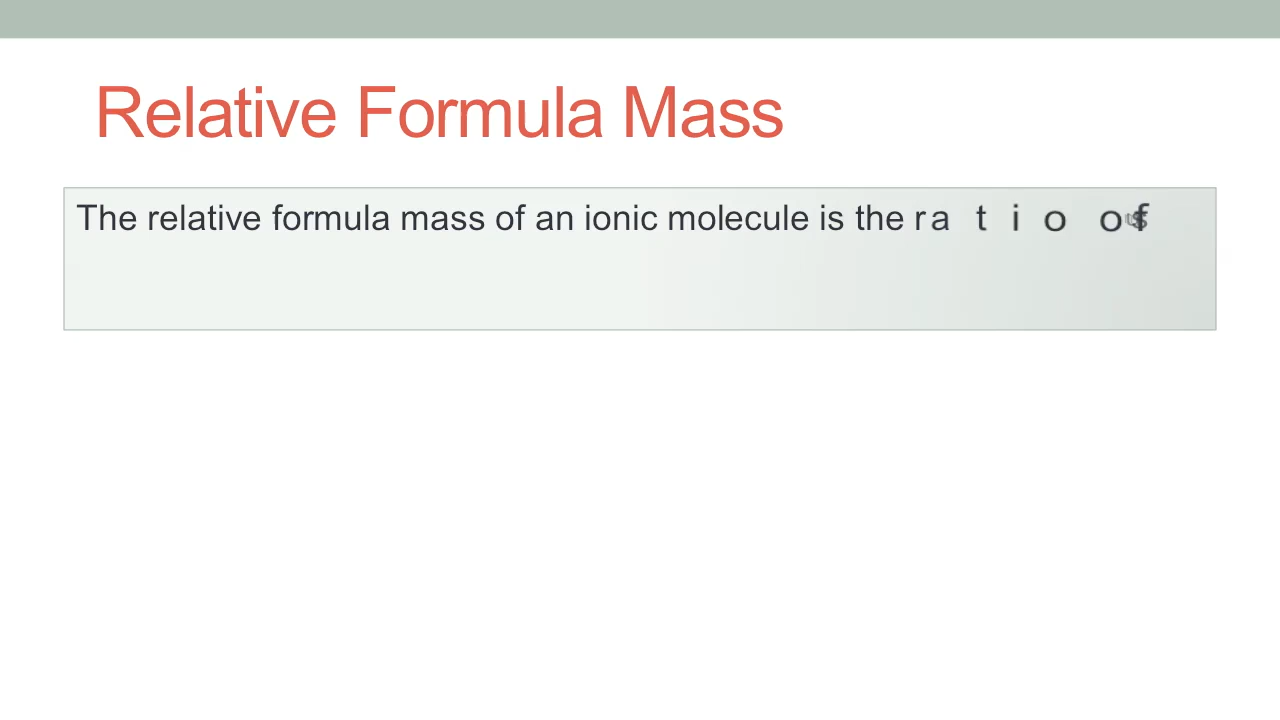 Relative Formula Mass
The relative formula mass of an ionic molecule is the ratio of